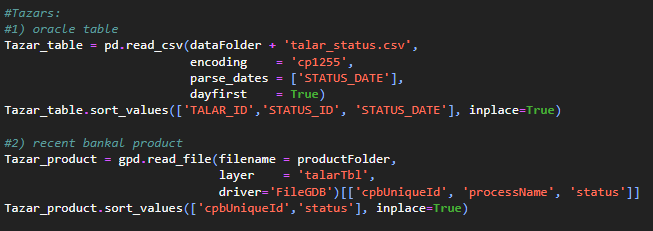 #Tazars:
#1) oracle table
Tazar_table = pd.read_csv(dataFolder + 'talar_status.csv',
                          encoding    = 'cp1255',
                          parse_dates = ['STATUS_DATE'],
                          dayfirst    = True)
Tazar_table.sort_values(['TALAR_ID','STATUS_ID', 'STATUS_DATE'], inplace=True)

#2) recent bankal product
Tazar_product = gpd.read_file(filename = productFolder,
                              layer    = 'talarTbl',
                              driver='FileGDB')[['cpbUniqueId', 'processName', 'status']]
Tazar_product.sort_values(['cpbUniqueId','status'], inplace=True)